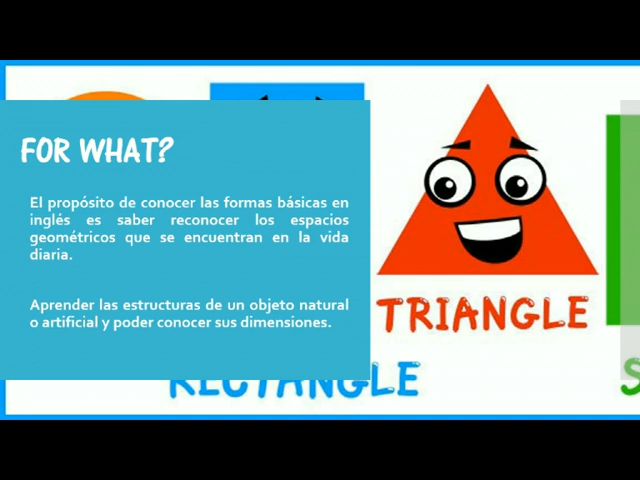 FOR WHAT?
El propósito de conocer las formas básicas en
inglés es saber reconocer los espacios
geométricos que se encuentran en la vida
diaria.
Aprender las estructuras de un objeto natural
o artificial y poder conocer sus dimensiones.
TRIANGLE
RECTANGLE
S